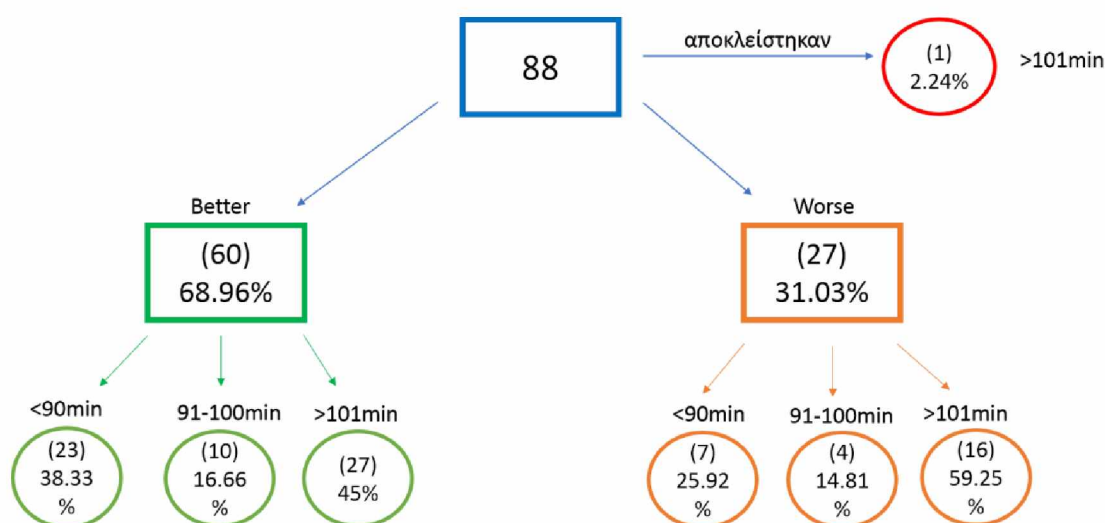 88
αποκλείστηκαν
(1)
2.24%
>101min
Better
(60)
68.96%
Worse
(27)
31.03%
<90min
(23)
38.33
%
91-100min
(10)
16.66
%
>101min
(27)
45%
<90min
(7)
25.92
%
91-100min
(4)
14.81
%
>101min
(16)
59.25
%